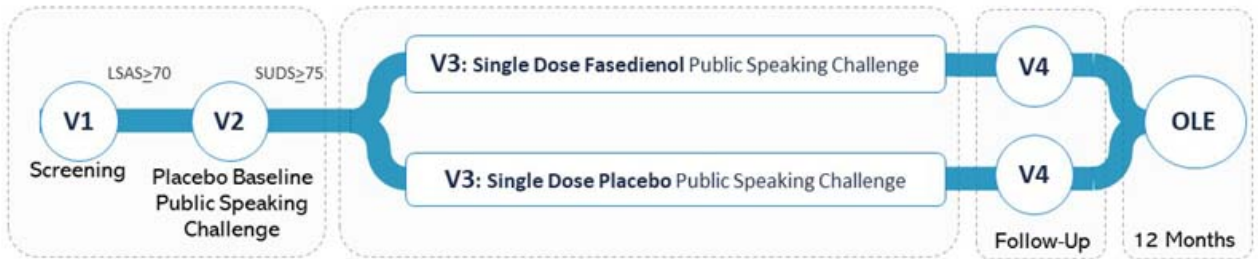 LSAS≥70
SUDS≥75
V1
V2
Screening
Placebo Baseline
Public Speaking
Challenge
V3: Single Dose Fasedienol Public Speaking Challenge
V3: Single Dose Placebo Public Speaking Challenge
V4
V4
Follow-Up
OLE
12 Months